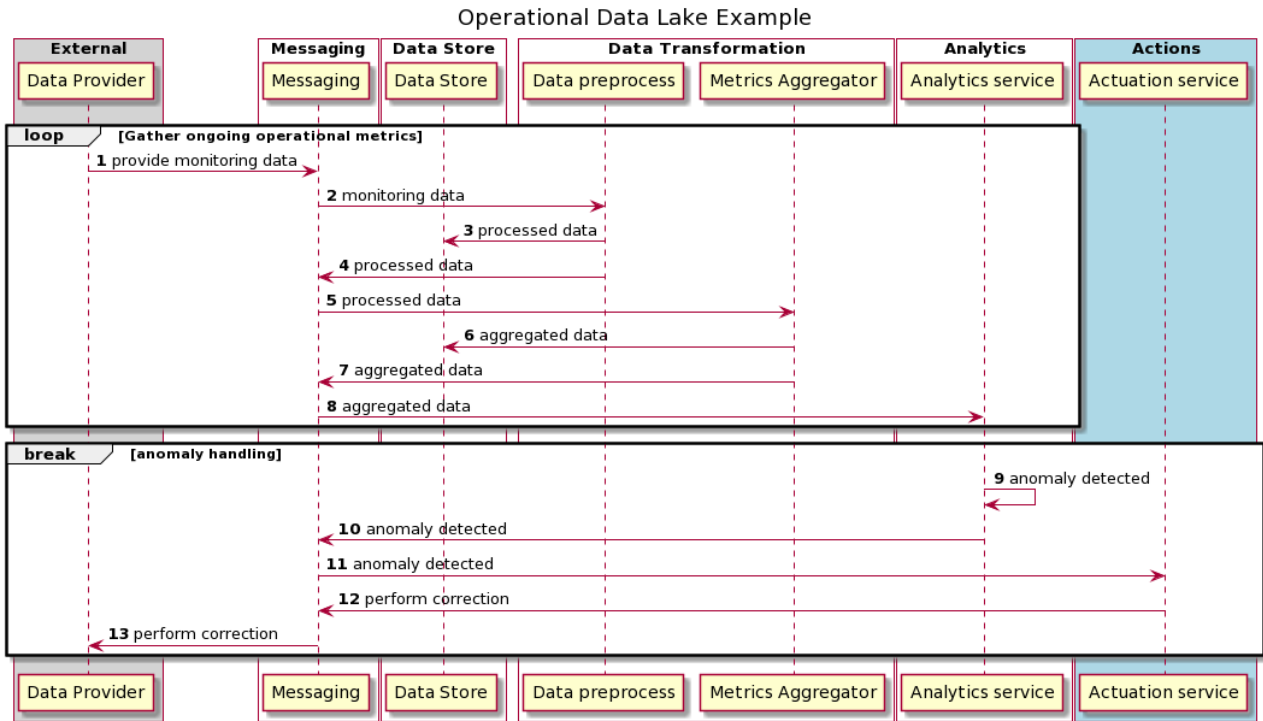 Operational Data Lake Example
External
Messaging
Data Store
Data Transformation
Analytics
Actions
Data Provider
Messaging
Data Store
Data preprocess
Metrics Aggregator
Analytics service
Actuation service
loop [Gather ongoing operational metrics]
1 provide monitoring data
2 monitoring data
3 processed data
4 processed data
5 processed data
6 aggregated data
7 aggregated data
8 aggregated data
break [anomaly handling]
9 anomaly detected
10 anomaly detected
11 anomaly detected
12 perform correction
13 perform correction
Data Provider
Messaging
Data Store
Data preprocess
Metrics Aggregator
Analytics service
Actuation service